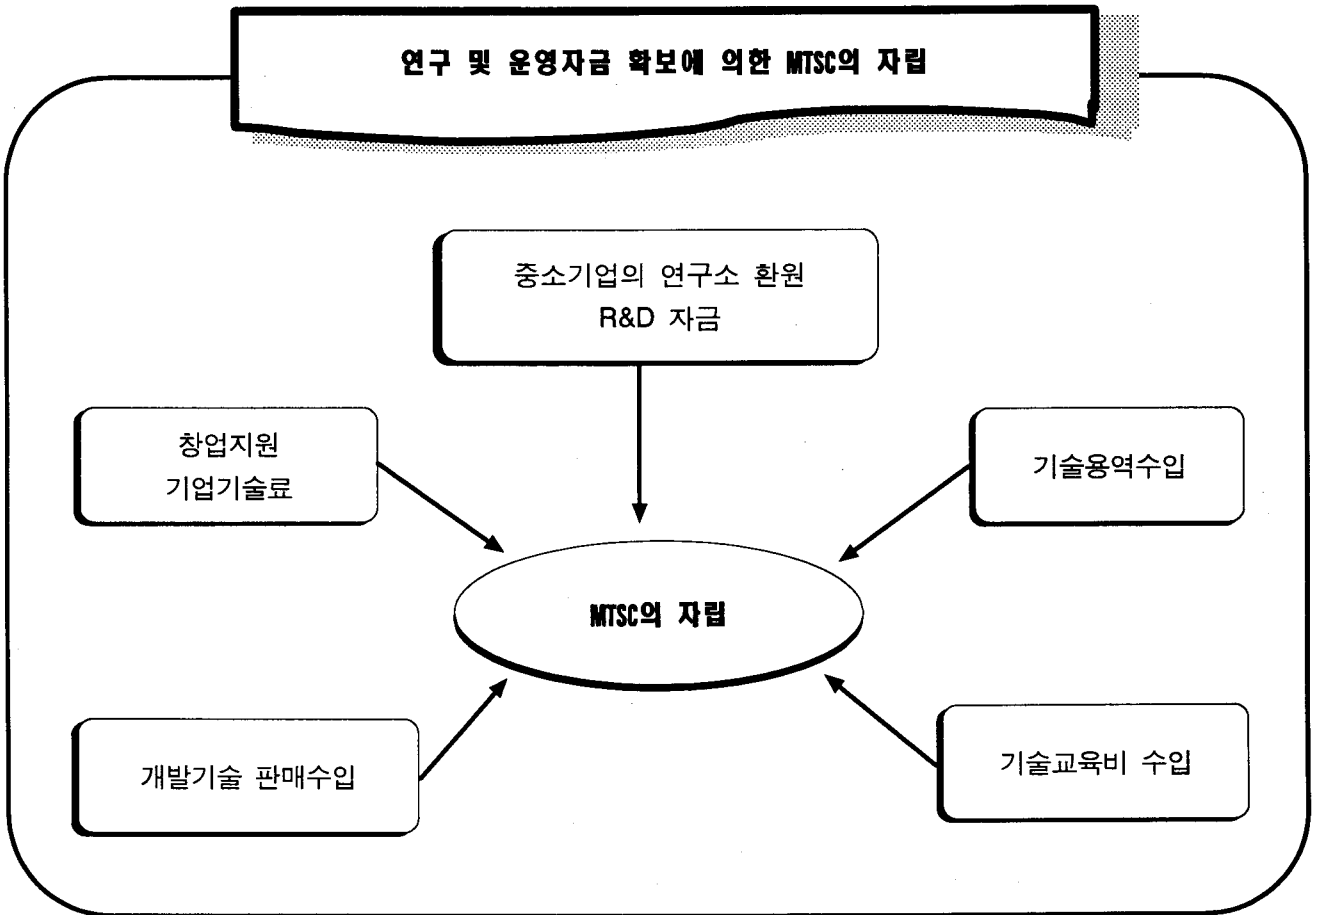 연구 및 운영자금 확보에 의한 MTSC의 자립
중소기업의 연구소 환원
R&D 자금
창업지원
기업기술료
기술용역수입
MTSC의 자립
개발기술 판매수입
기술교육비 수입